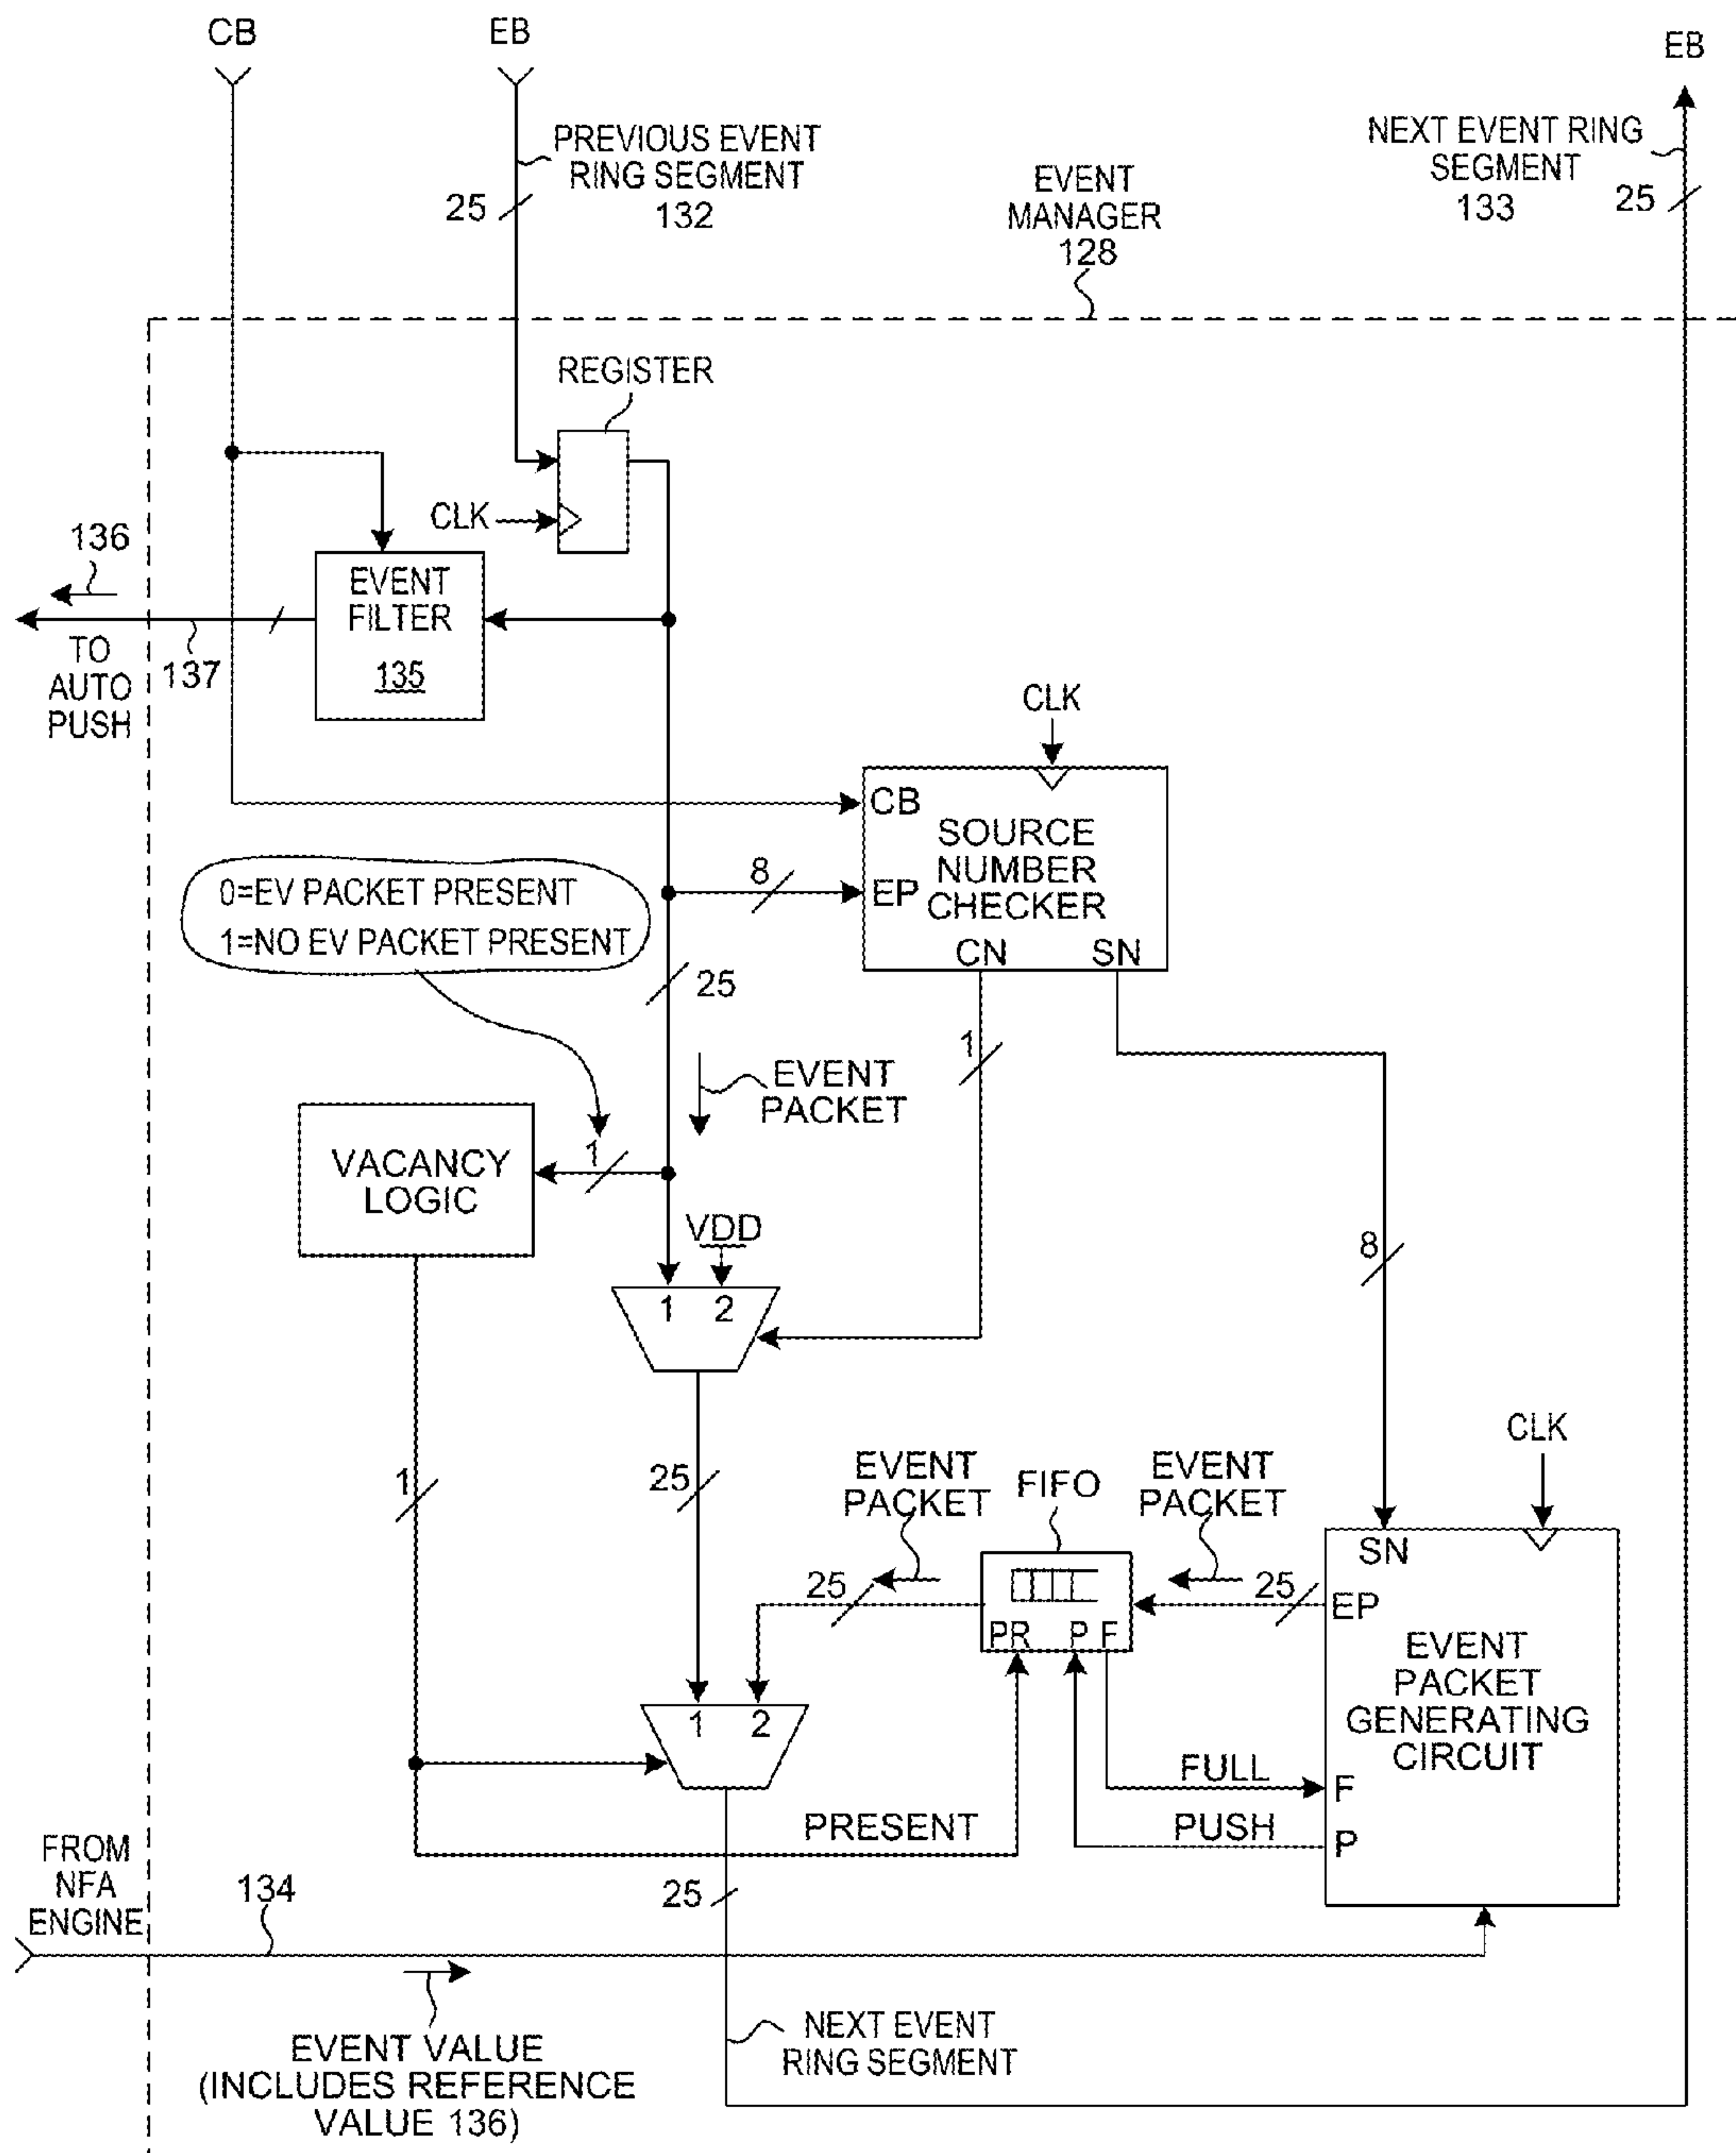 CB
EB
EB
PREVIOUS EVENT
RING SEGMENT
132
25
NEXT EVENT RING
SEGMENT
133
25
EVENT
MANAGER
128
REGISTER
CLK
136
TO
AUTO
PUSH
137
EVENT
FILTER
135
CLK
CB
SOURCE
NUMBER
CHECKER
EP
CN
SN
8
0=EV PACKET PRESENT
1=NO EV PACKET PRESENT
25
1
EVENT
PACKET
VACANCY
LOGIC
1
VDD
1 2
8
1
25
EVENT
PACKET
FIFO
EVENT
PACKET
CLK
25
PR P F
25
SN
EP
EVENT
PACKET
GENERATING
CIRCUIT
F
P
1 2
FULL
PUSH
PRESENT
FROM
NFA
ENGINE
134
25
EVENT VALUE
(INCLUDES REFERENCE
VALUE 136)
NEXT EVENT
RING SEGMENT